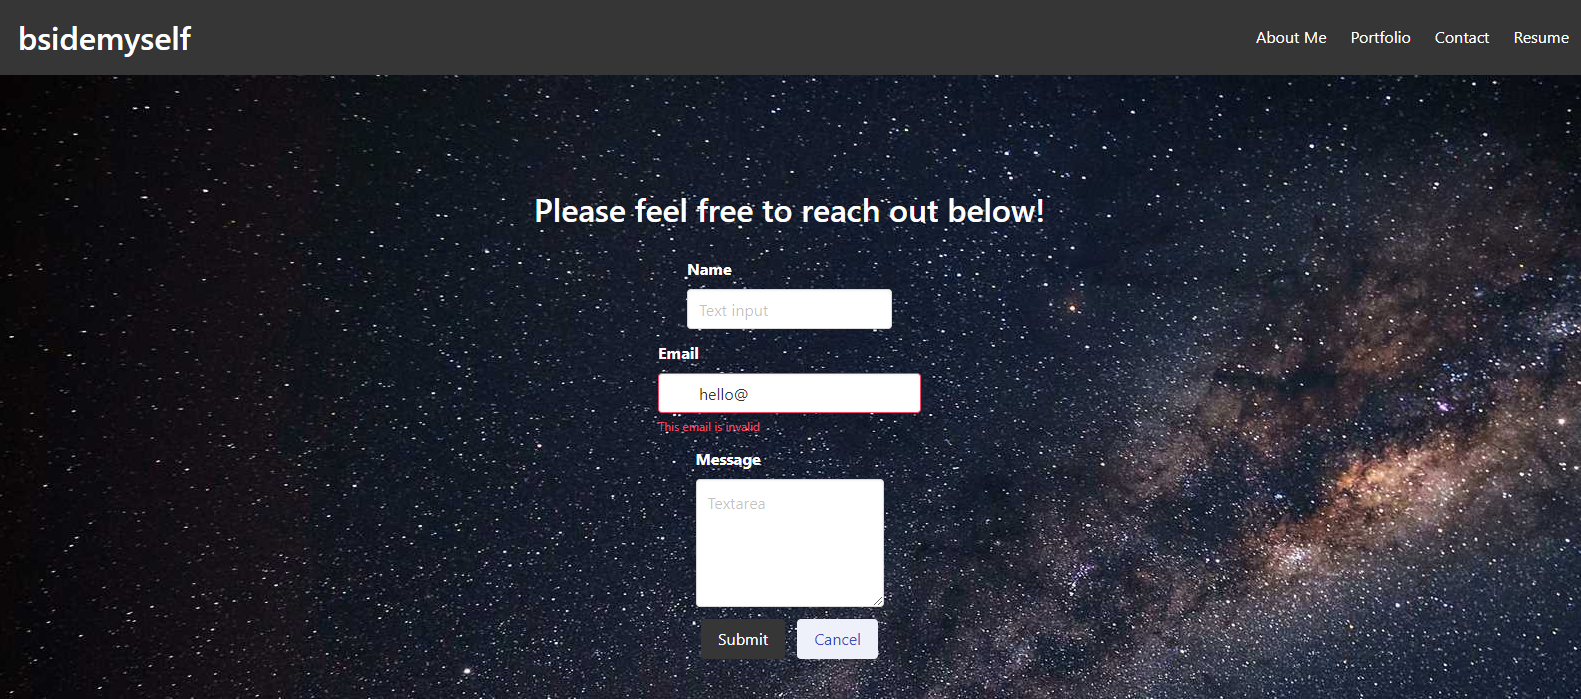 bsidemyself
About Me Portfolio Contact Resume
Please feel free to reach out below!
Name
Text input
Email
hello@
This email is invalid
Message
Textarea
Submit Cancel